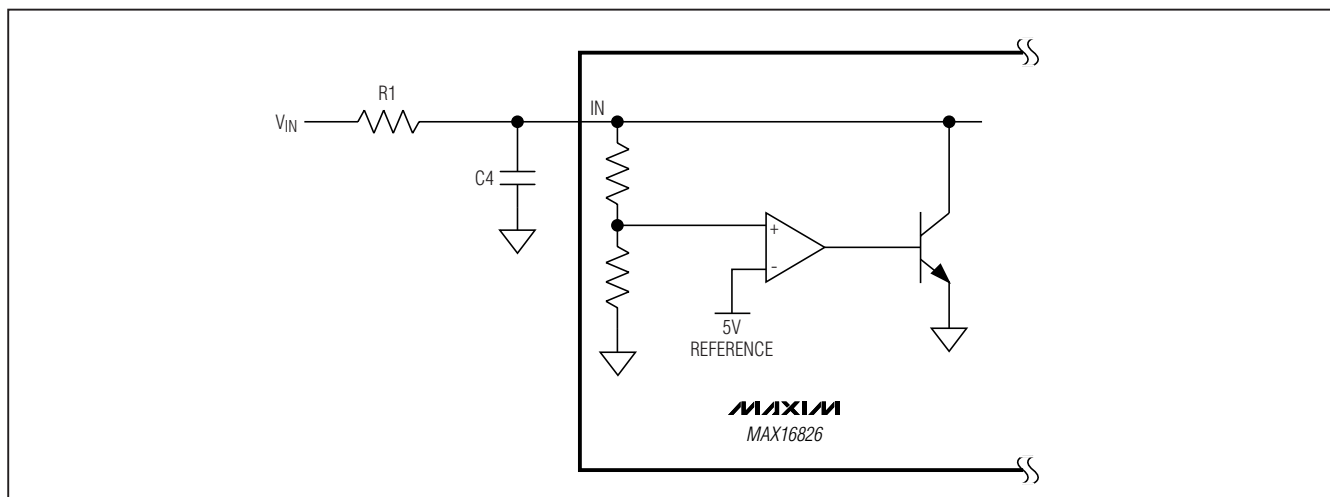 R1
V_IN
IN
C4
+
-
5V
REFERENCE
MAXIM
MAX16826